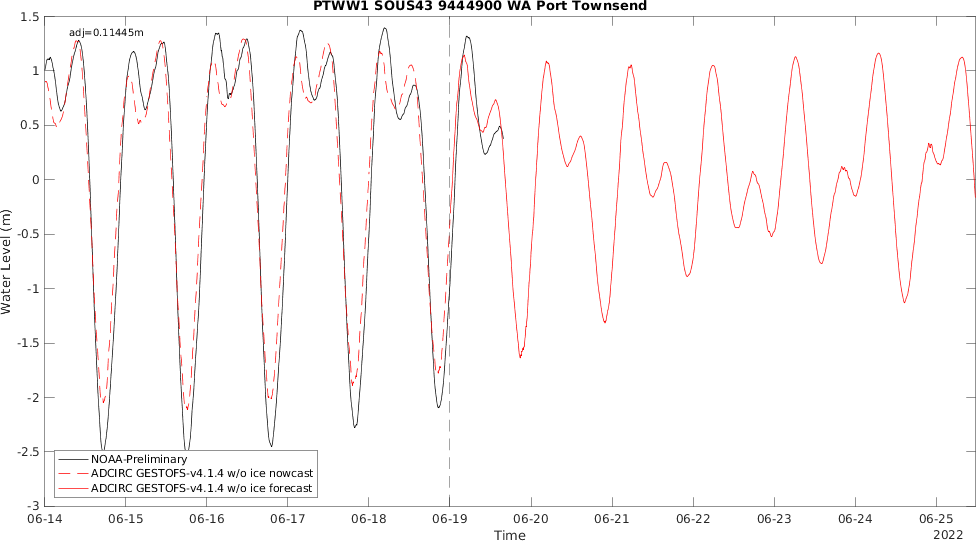 PTWW1 SOUS43 9444900 WA Port Townsend
adj=0.11445m
1.5
1
0.5
0
-0.5
-1
-1.5
-2
-2.5
-3
Water Level (m)
NOAA-Preliminary
ADCIRC GESTOFS-v4.1.4 w/o ice nowcast
ADCIRC GESTOFS-v4.1.4 w/o ice forecast
06-14 06-15 06-16 06-17 06-18 06-19 06-20 06-21 06-22 06-23 06-24 06-25
Time
2022